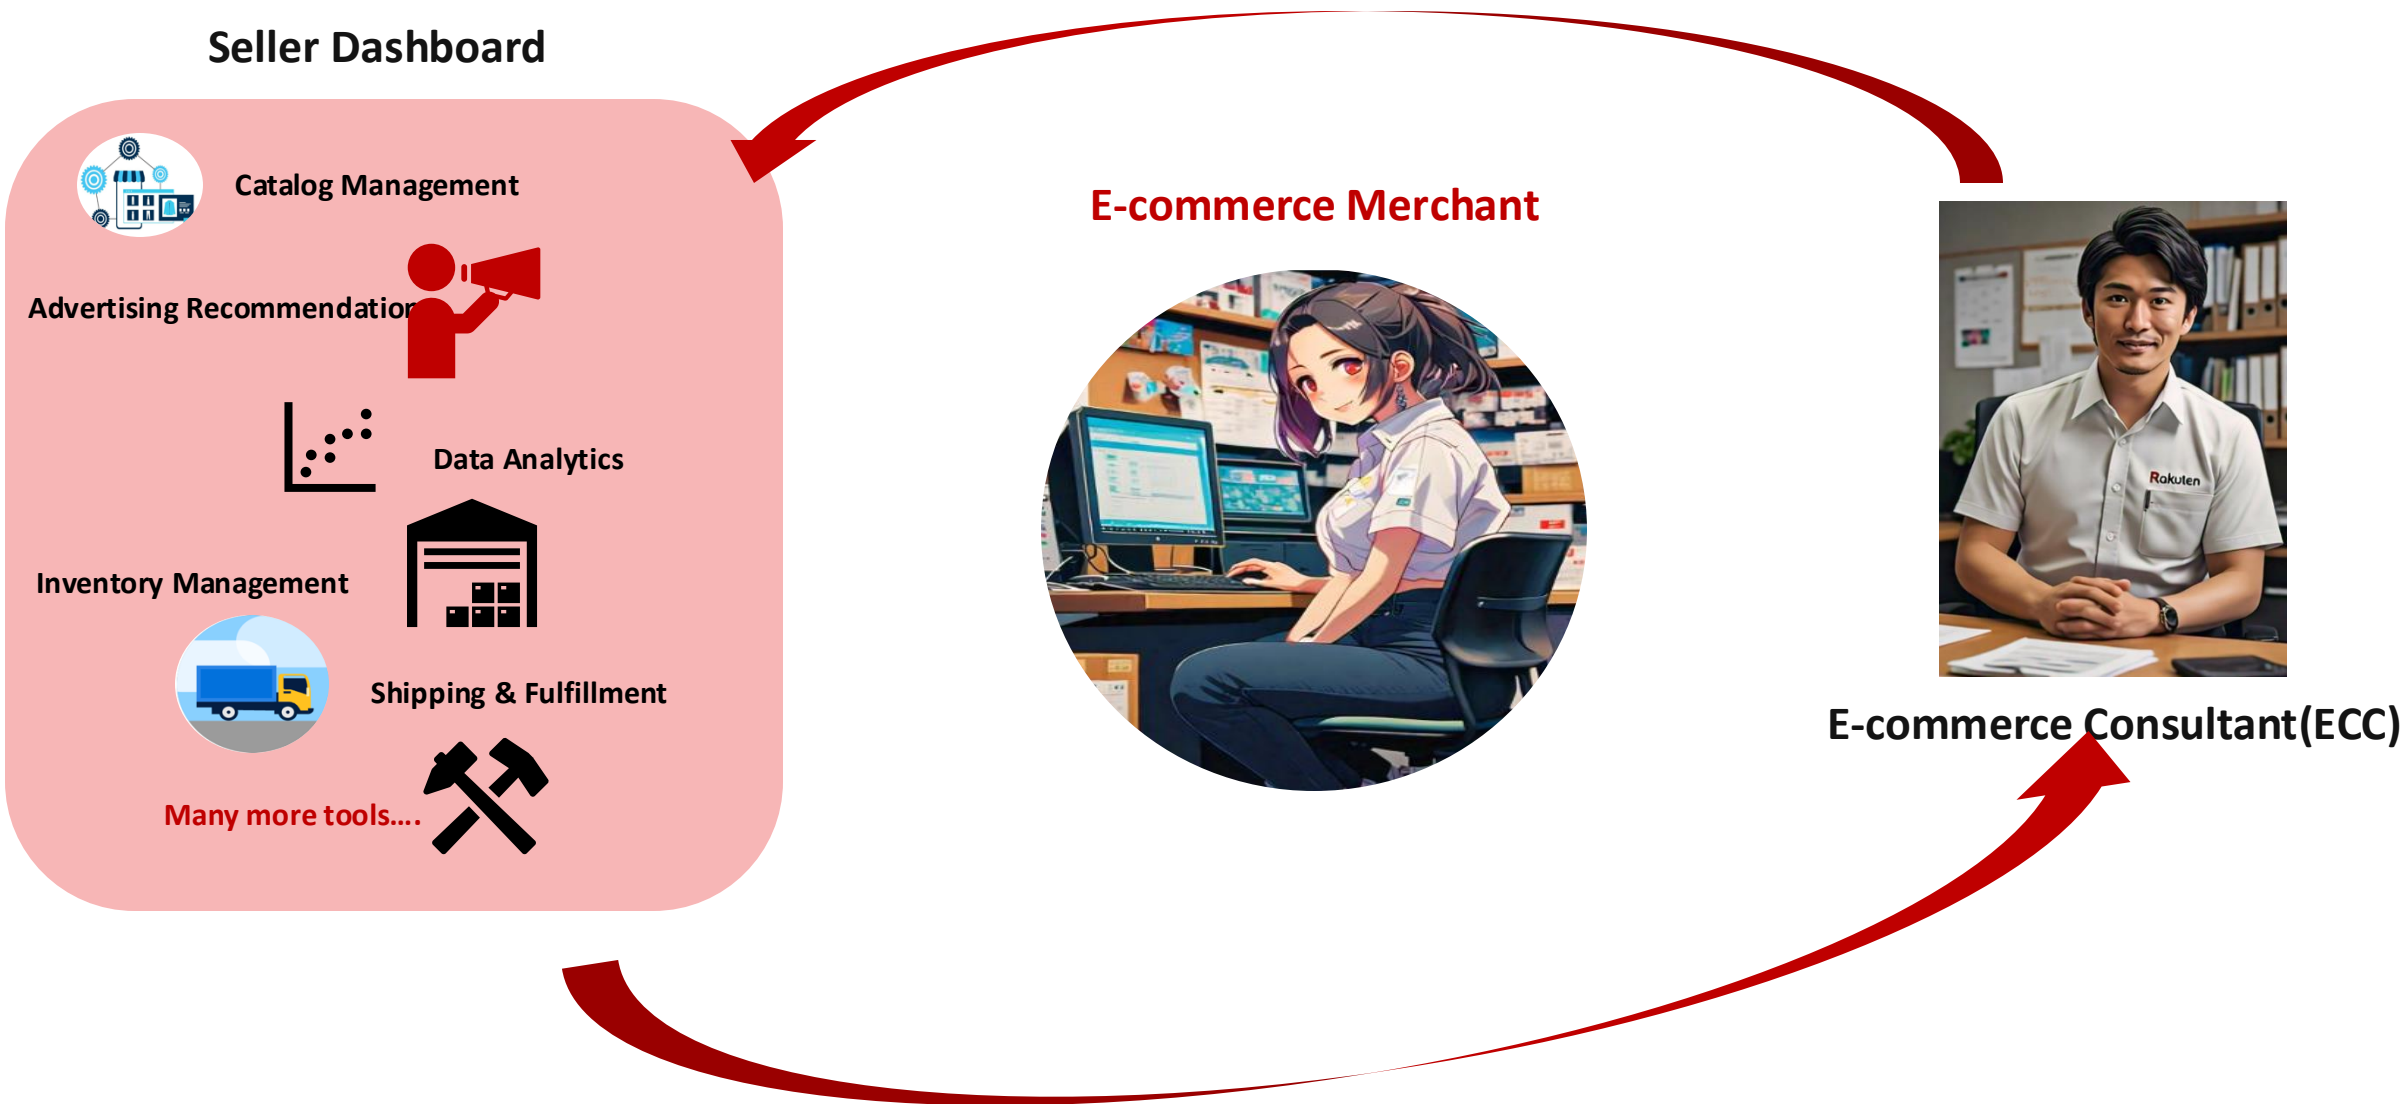 Seller Dashboard
Catalog Management
Advertising Recommendation
Data Analytics
Inventory Management
Shipping & Fulfillment
Many more tools....
E-commerce Merchant
Rakuten
E-commerce Consultant(ECC)